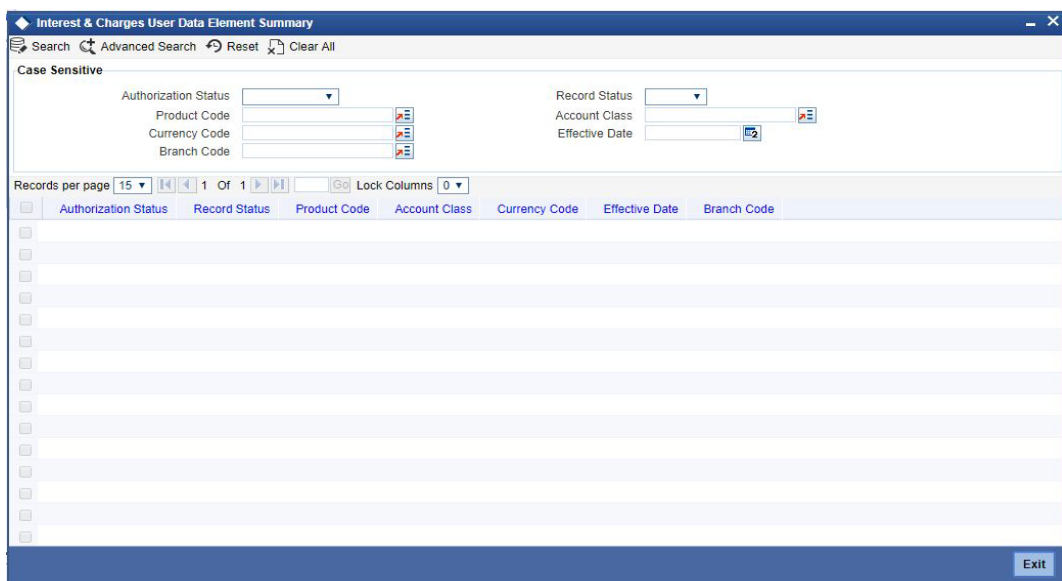 Interest & Charges User Data Element Summary
Search Advanced Search Reset Clear All
Case Sensitive
Authorization Status Record Status
Product Code Account Class
Currency Code Effective Date
Branch Code
Records per page 15 1 Of 1 Go Lock Columns 0
Authorization Status Record Status Product Code Account Class Currency Code Effective Date Branch Code
Exit